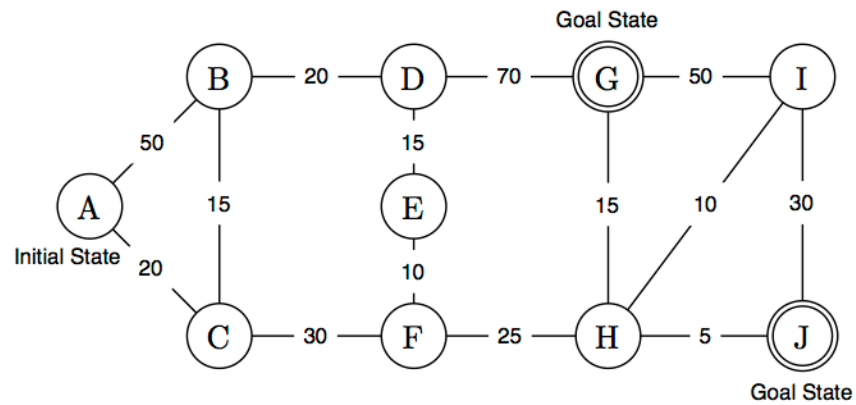 Goal State
B 20 D 70 G 50 I
50 15
A 15 E 15 10 30
Initial State
20 10
C 30 F 25 H 5 J
Goal State